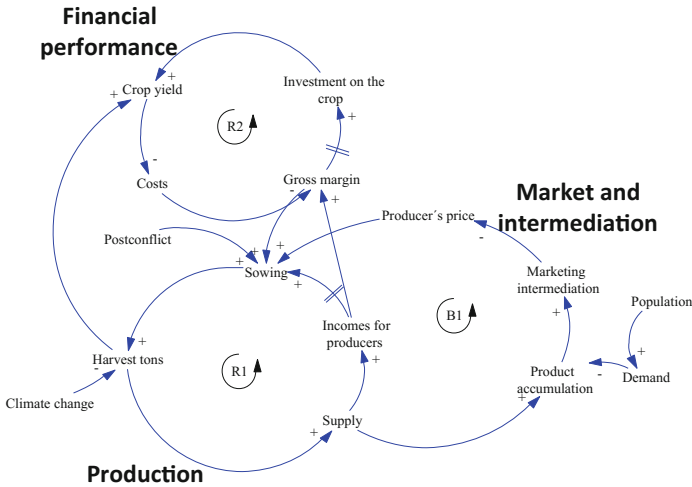 Financial
performance
Crop yield
+
+
Investment on the
crop
+
R2
-
Costs
Gross margin
-
+
Postconflict
Producer´s price
-
Market and
intermediation
+
+
+
Sowing
+
Marketing
intermediation
+
Population
B1
Incomes for
producers
+
Harvest tons
+
-
R1
+
Product
accumulation
+
-
Demand
+
Climate change
Supply
+
Production